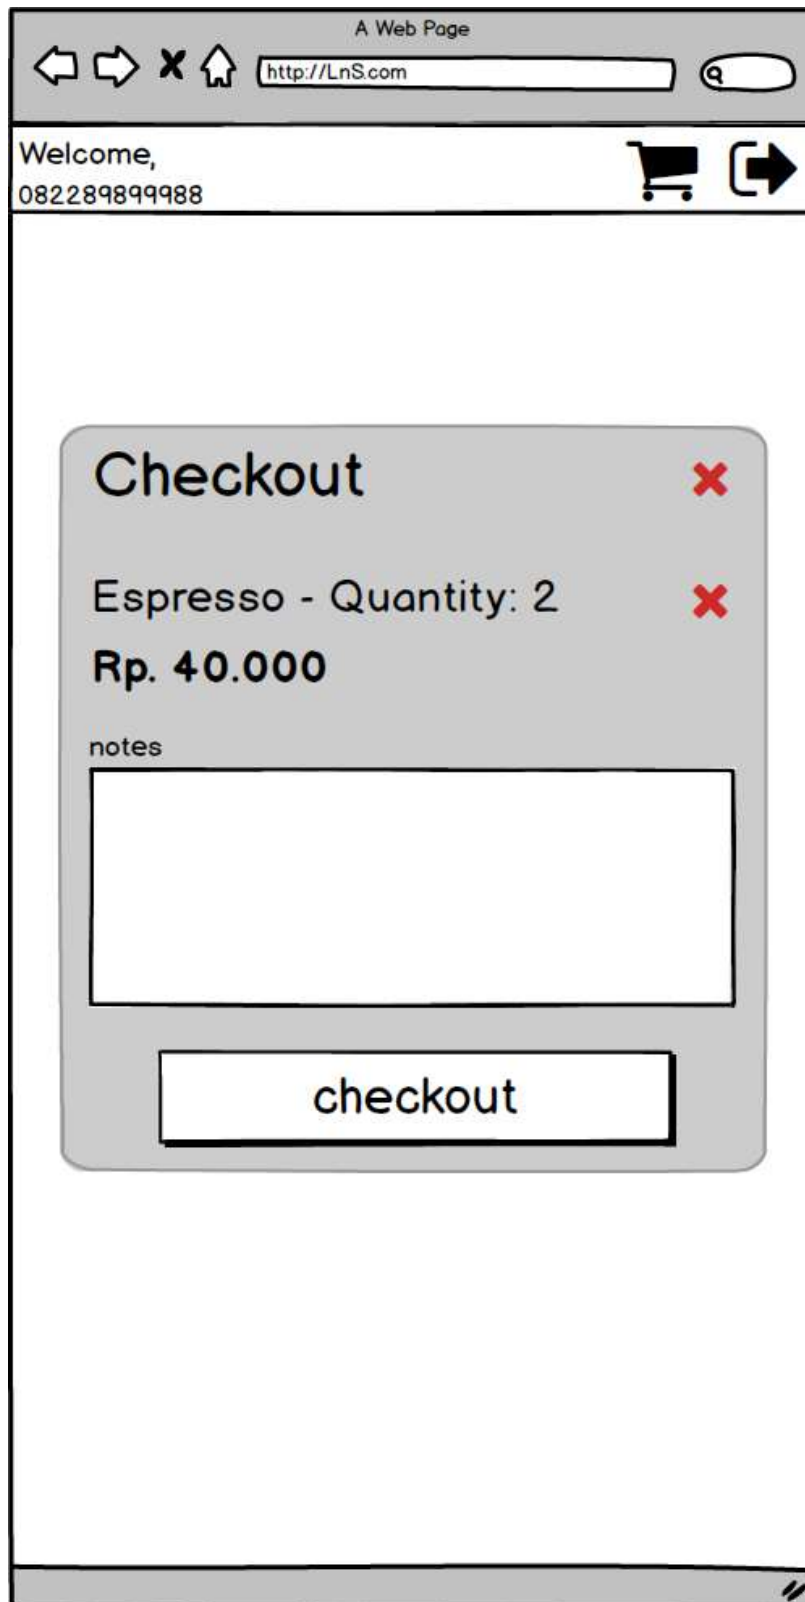 A Web Page
http://LnS.com
Welcome,
082289899988
Checkout
Espresso - Quantity: 2
Rp. 40.000
notes
checkout